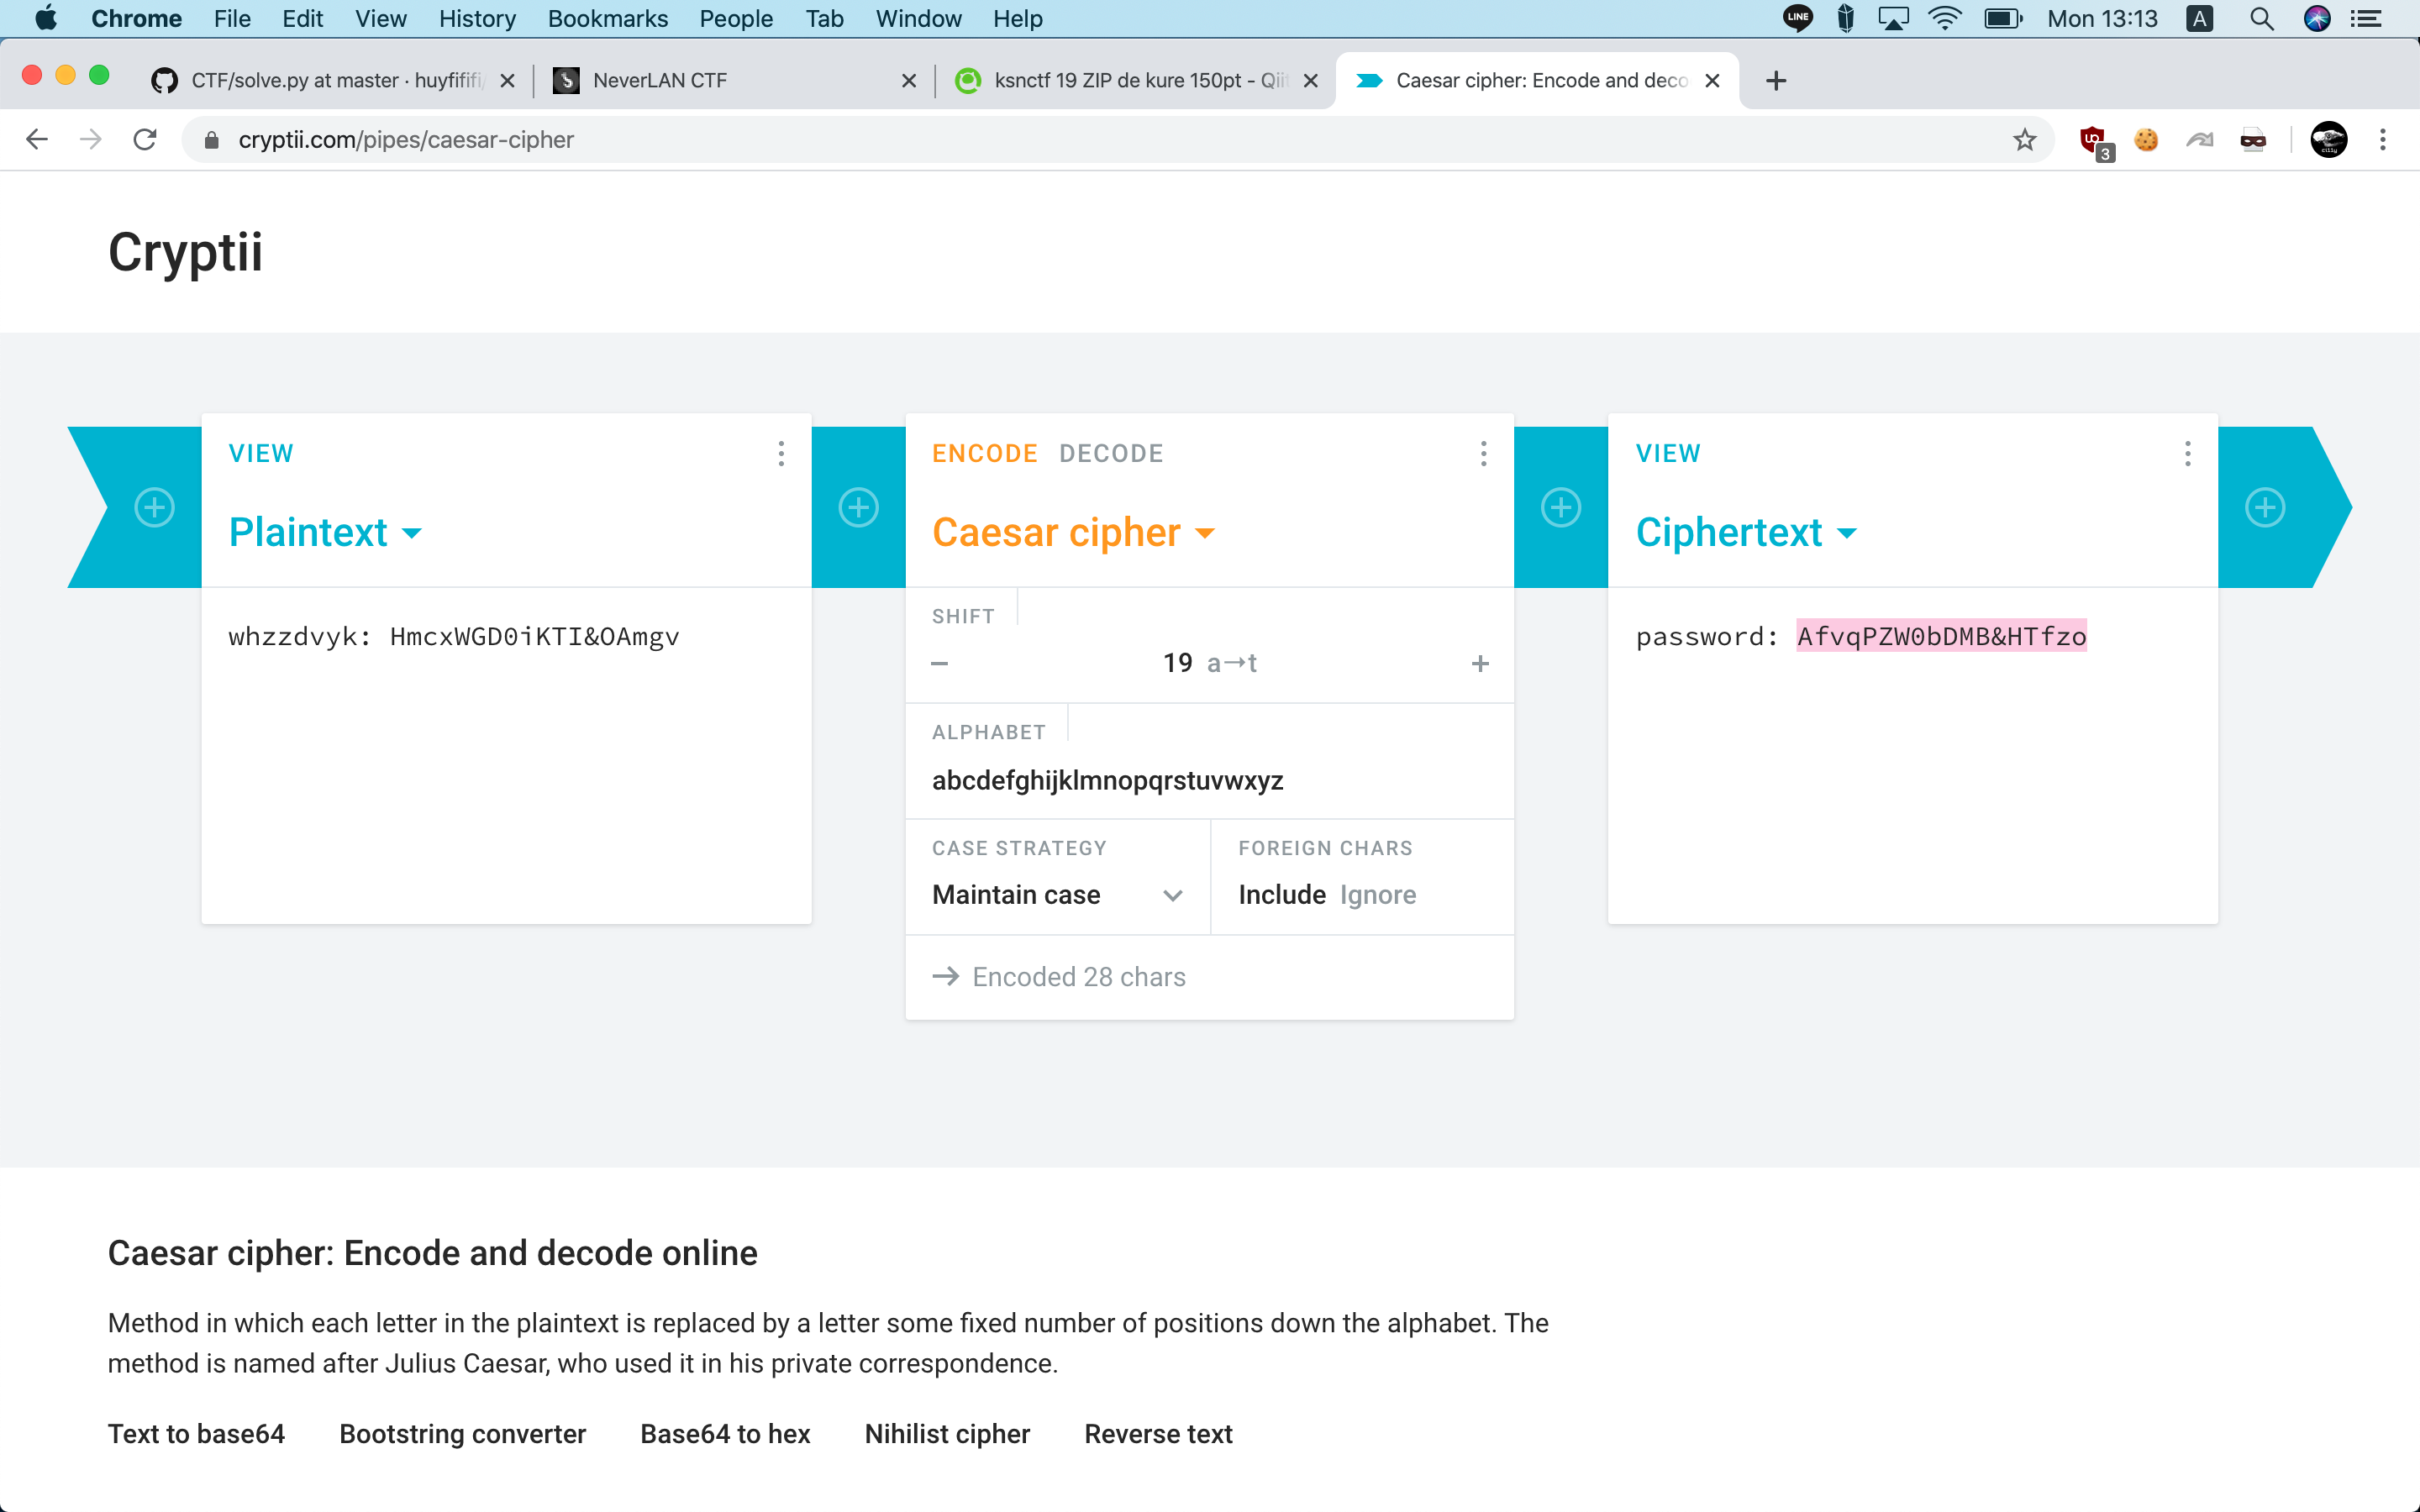 Chrome File Edit View History Bookmarks People Tab Window Help LINE Mon 13:13 A
CTF/solve.py at master · huyfififi/ NeverLAN CTF ksnctf 19 ZIP de kure 150pt - Qiit Caesar cipher: Encode and deco
cryptii.com/pipes/caesar-cipher 3
Cryptii
VIEW
Plaintext
whzzdvyk: HmcxWGD0iKTI&OAmgv
ENCODE DECODE
Caesar cipher
SHIFT
− 19 a→t +
ALPHABET
abcdefghijklmnopqrstuvwxyz
CASE STRATEGY
Maintain case
FOREIGN CHARS
Include Ignore
→ Encoded 28 chars
VIEW
Ciphertext
password: AfvqPZW0bDMB&HTfzo
Caesar cipher: Encode and decode online
Method in which each letter in the plaintext is replaced by a letter some fixed number of positions down the alphabet. The
method is named after Julius Caesar, who used it in his private correspondence.
Text to base64 Bootstring converter Base64 to hex Nihilist cipher Reverse text